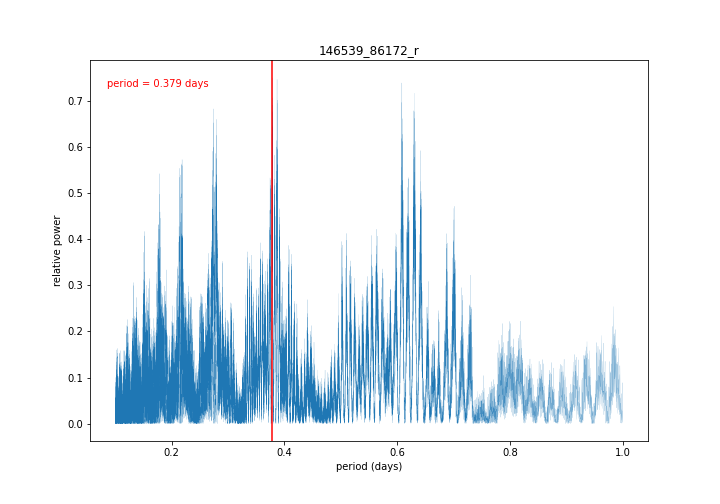 146539_86172_r
period = 0.379 days
relative power
0.7
0.6
0.5
0.4
0.3
0.2
0.1
0.0
0.2 0.4 0.6 0.8 1.0
period (days)